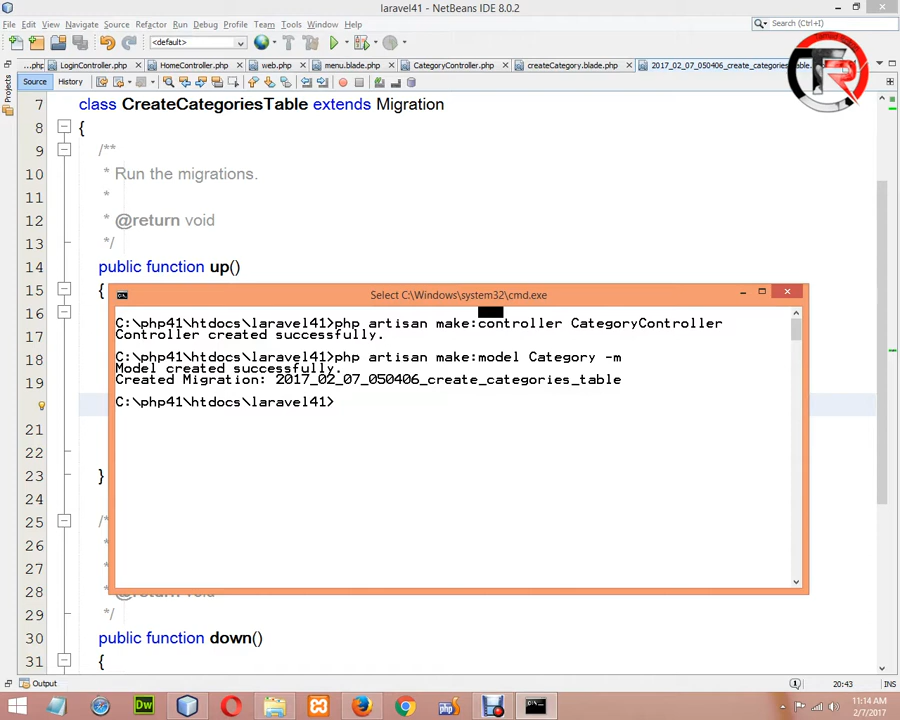 laravel41 - NetBeans IDE 8.0.2
File Edit View Navigate Source Refactor Run Debug Profile Team Tools Window Help
Search (Ctrl+I)
<default>
...php LoginController.php HomeController.php web.php menu.blade.php CategoryController.php createCategory.blade.php 2017_02_07_050406_create_categories_table.
Source History
Projects
7 class CreateCategoriesTable extends Migration
8 {
9 /**
10 * Run the migrations.
11 *
12 * @return void
13 */
14 public function up()
15 {
16
17
18
19
21
22
23 }
24
25 /*
26 *
27 *
28 * @return void
29 */
30 public function down()
31 {
Select C:\Windows\system32\cmd.exe
C:\php41\htdocs\laravel41>php artisan make:controller CategoryController
Controller created successfully.
C:\php41\htdocs\laravel41>php artisan make:model Category -m
Model created successfully.
Created Migration: 2017_02_07_050406_create_categories_table
C:\php41\htdocs\laravel41>
Output
20:43 INS
Dw
php
11:14 AM
2/7/2017